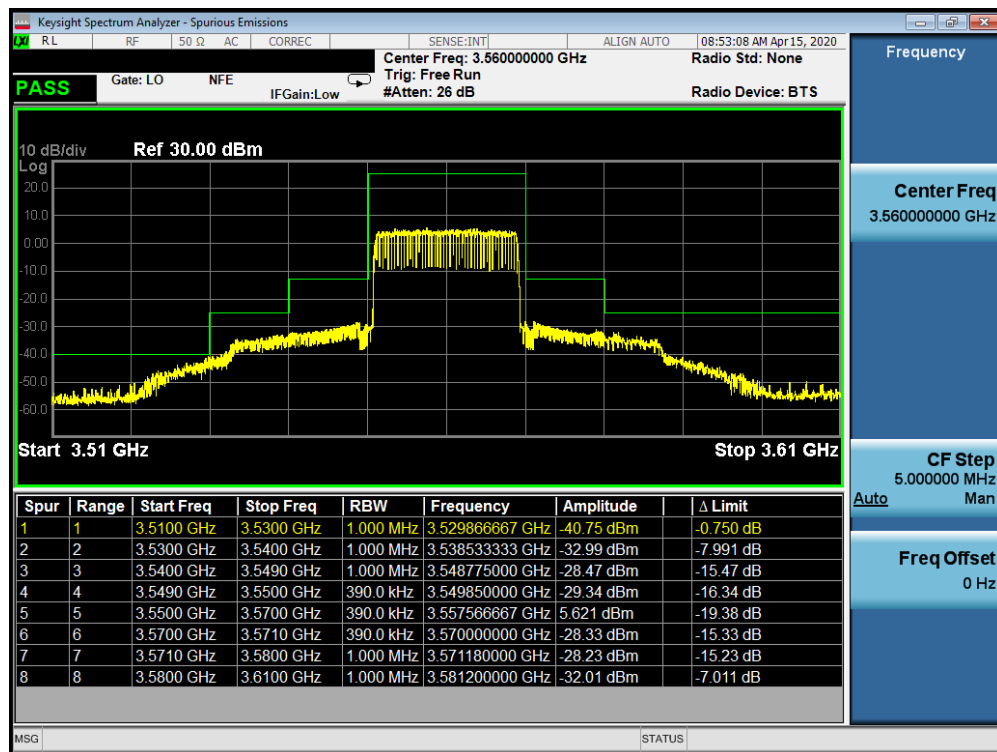 Keysight Spectrum Analyzer - Spurious Emissions
LXI RL RF 50 Ω AC CORREC SENSE:INT ALIGN AUTO 08:53:08 AM Apr 15, 2020
Center Freq: 3.560000000 GHz Radio Std: None
PASS Gate: LO NFE Trig: Free Run
IFGain:Low #Atten: 26 dB Radio Device: BTS
Frequency
10 dB/div Ref 30.00 dBm
Log
20.0
10.0
0.00
-10.0
-20.0
-30.0
-40.0
-50.0
-60.0
Start 3.51 GHz Stop 3.61 GHz
Center Freq
3.560000000 GHz
CF Step
5.000000 MHz
Auto Man
Freq Offset
0 Hz
Spur Range Start Freq Stop Freq RBW Frequency Amplitude Δ Limit
1 1 3.5100 GHz 3.5300 GHz 1.000 MHz 3.529866667 GHz -40.75 dBm -0.750 dB
2 2 3.5300 GHz 3.5400 GHz 1.000 MHz 3.538533333 GHz -32.99 dBm -7.991 dB
3 3 3.5400 GHz 3.5490 GHz 1.000 MHz 3.548775000 GHz -28.47 dBm -15.47 dB
4 4 3.5490 GHz 3.5500 GHz 390.0 kHz 3.549850000 GHz -29.34 dBm -16.34 dB
5 5 3.5500 GHz 3.5700 GHz 390.0 kHz 3.557566667 GHz 5.621 dBm -19.38 dB
6 6 3.5700 GHz 3.5710 GHz 390.0 kHz 3.570000000 GHz -28.33 dBm -15.33 dB
7 7 3.5710 GHz 3.5800 GHz 1.000 MHz 3.571180000 GHz -28.23 dBm -15.23 dB
8 8 3.5800 GHz 3.6100 GHz 1.000 MHz 3.581200000 GHz -32.01 dBm -7.011 dB
MSG STATUS